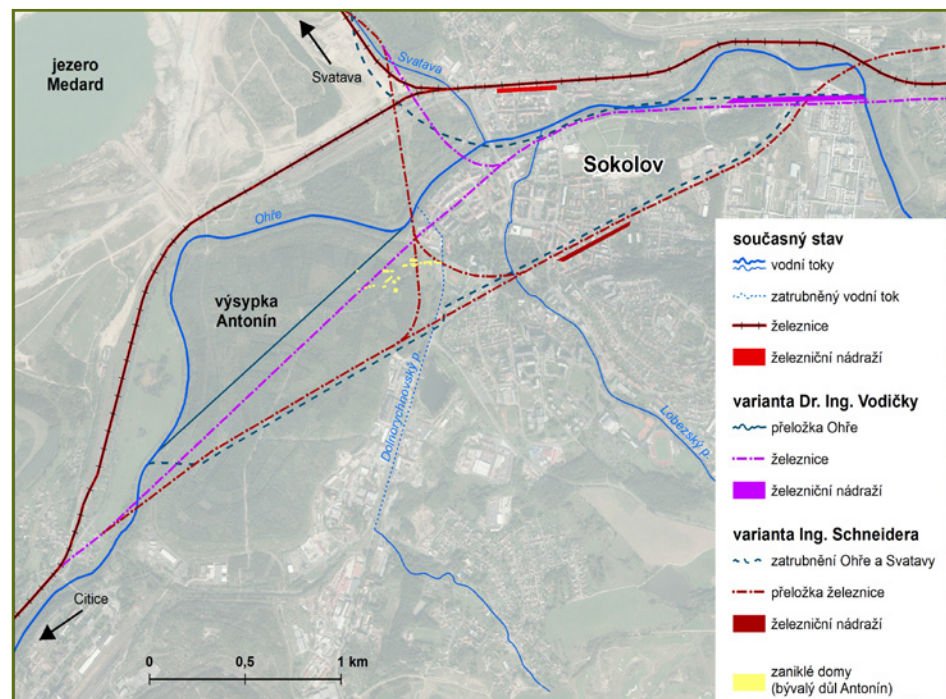 jezero
Medard
Svatava
Svatava
Sokolov
Ohře
výsypka
Antonín
Dolnorychnovský p.
Lobezský p.
Citice
0 0,5 1 km
současný stav
vodní toky
zatrubněný vodní tok
železnice
železniční nádraží
varianta Dr. Ing. Vodičky
přeložka Ohře
železnice
železniční nádraží
varianta Ing. Schneidera
zatrubnění Ohře a Svatavy
přeložka železnice
železniční nádraží
zaniklé domy
(bývalý důl Antonín)